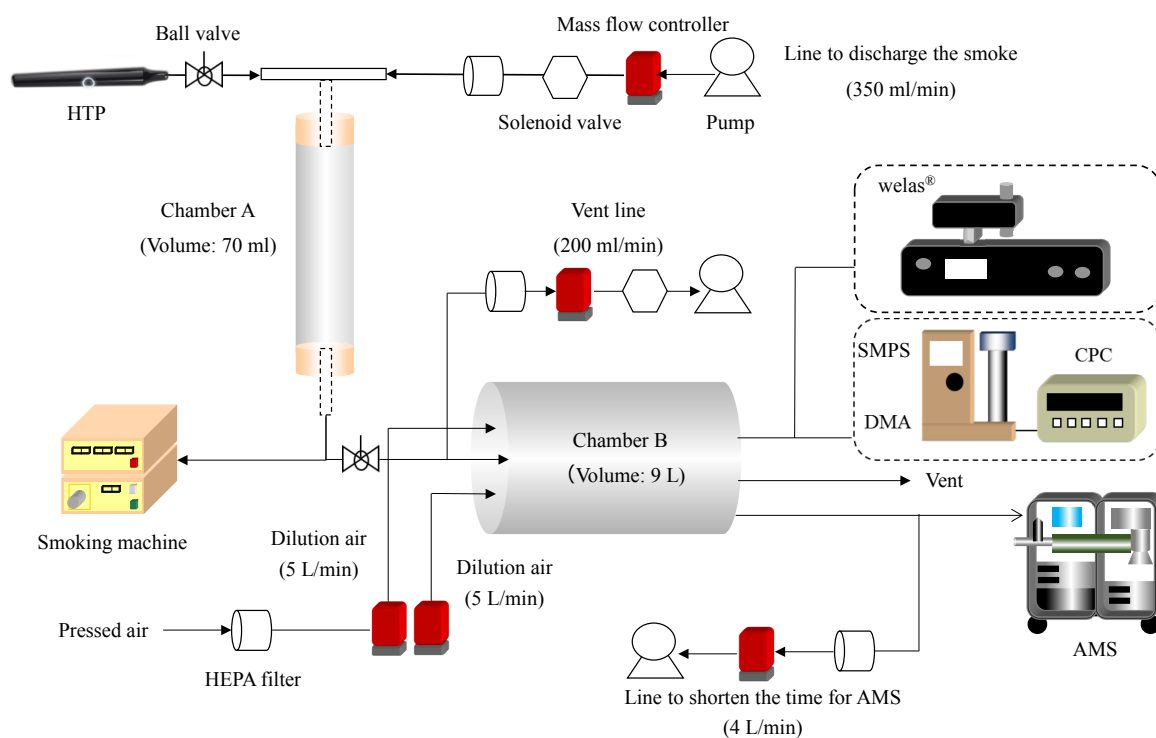 Mass flow controller
Ball valve
Line to discharge the smoke
(350 ml/min)
HTP
Solenoid valve
Pump
welas®
Chamber A
(Volume: 70 ml)
Vent line
(200 ml/min)
SMPS
CPC
DMA
Chamber B
(Volume: 9 L)
Vent
Smoking machine
Dilution air
(5 L/min)
Dilution air
(5 L/min)
Pressed air
HEPA filter
AMS
Line to shorten the time for AMS
(4 L/min)